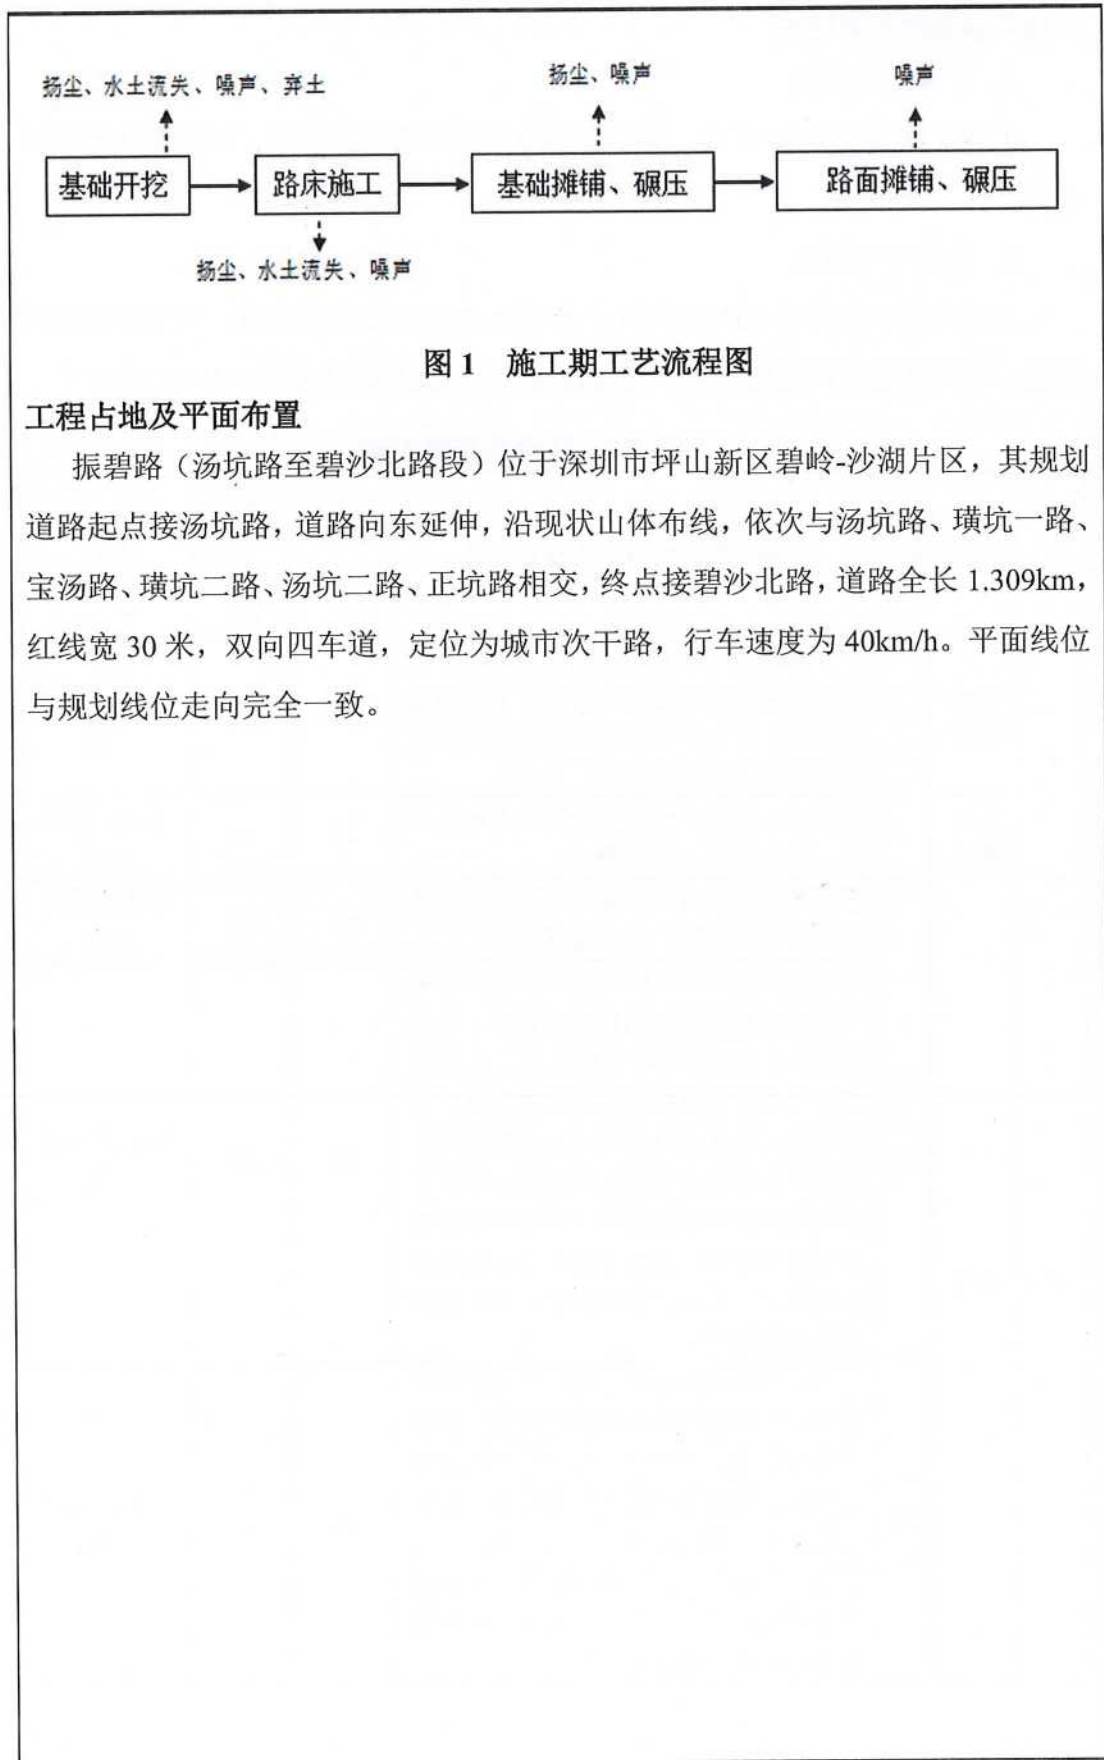 扬尘、水土流失、噪声、弃土
扬尘、噪声
噪声
基础开挖
路床施工
基础摊铺、碾压
路面摊铺、碾压
扬尘、水土流失、噪声
图 1 施工期工艺流程图
工程占地及平面布置
振碧路（汤坑路至碧沙北路段）位于深圳市坪山新区碧岭-沙湖片区，其规划
道路起点接汤坑路，道路向东延伸，沿现状山体布线，依次与汤坑路、璜坑一路、
宝汤路、璜坑二路、汤坑二路、正坑路相交，终点接碧沙北路，道路全长 1.309km，
红线宽 30 米，双向四车道，定位为城市次干路，行车速度为 40km/h。平面线位
与规划线位走向完全一致。